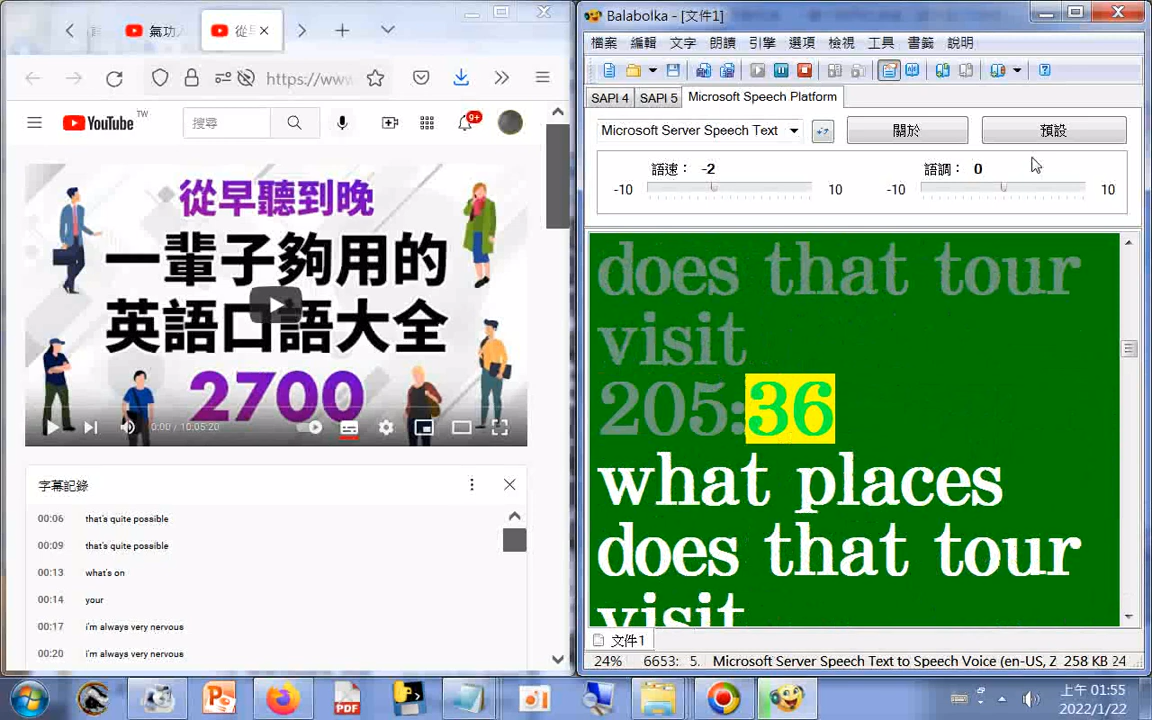 氣功
從
https://www
YouTube TW
搜尋
9+
從早聽到晚
一輩子夠用的
英語口語大全
2700
0:00 / 10:05:20
字幕記錄
00:06 that's quite possible
00:09 that's quite possible
00:13 what's on
00:14 your
00:17 i'm always very nervous
00:20 i'm always very nervous
Balabolka - [文件1]
檔案 編輯 文字 朗讀 引擎 選項 檢視 工具 書籤 說明
SAPI 4 SAPI 5 Microsoft Speech Platform
Microsoft Server Speech Text 關於 預設
語速： -2 語調： 0
-10 10 -10 10
does that tour
visit
205:36
what places
does that tour
visit
文件1
24% 6653: 5. Microsoft Server Speech Text to Speech Voice (en-US, Z 258 KB 24
上午 01:55
2022/1/22